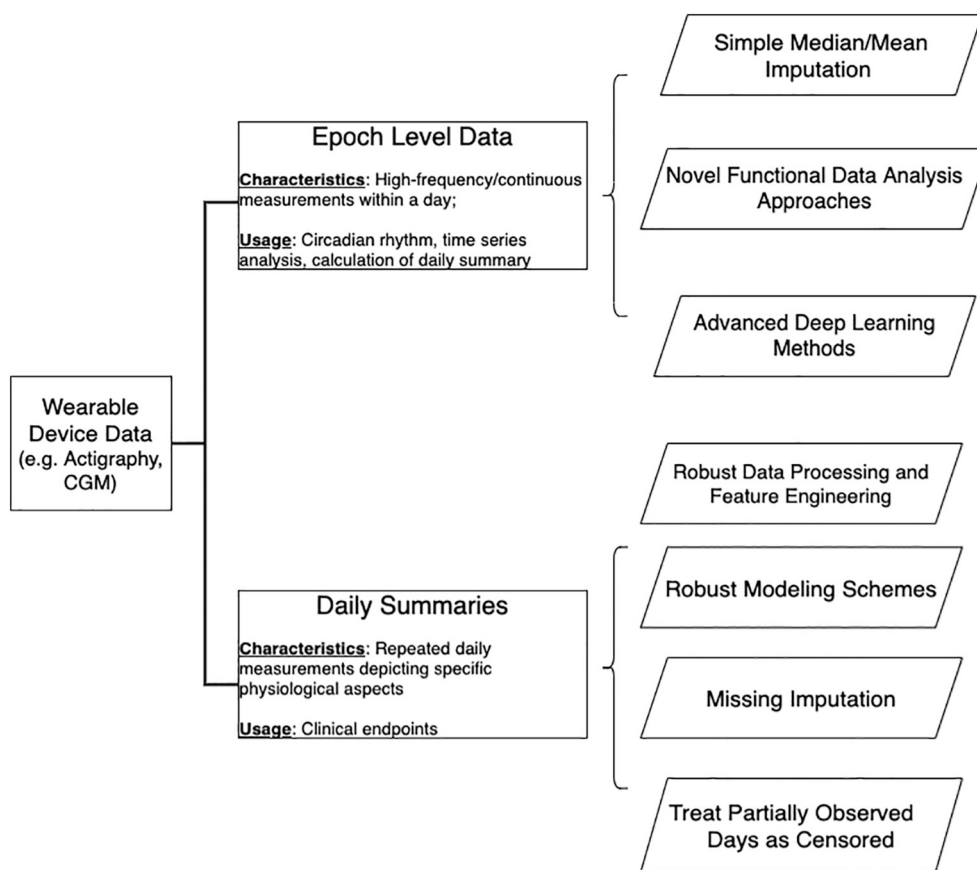 Wearable
Device Data
(e.g. Actigraphy,
CGM)
Epoch Level Data
Characteristics: High-frequency/continuous
measurements within a day;
Usage: Circadian rhythm, time series
analysis, calculation of daily summary
Simple Median/Mean
Imputation
Novel Functional Data Analysis
Approaches
Advanced Deep Learning
Methods
Daily Summaries
Characteristics: Repeated daily
measurements depicting specific
physiological aspects
Usage: Clinical endpoints
Robust Data Processing and
Feature Engineering
Robust Modeling Schemes
Missing Imputation
Treat Partially Observed
Days as Censored